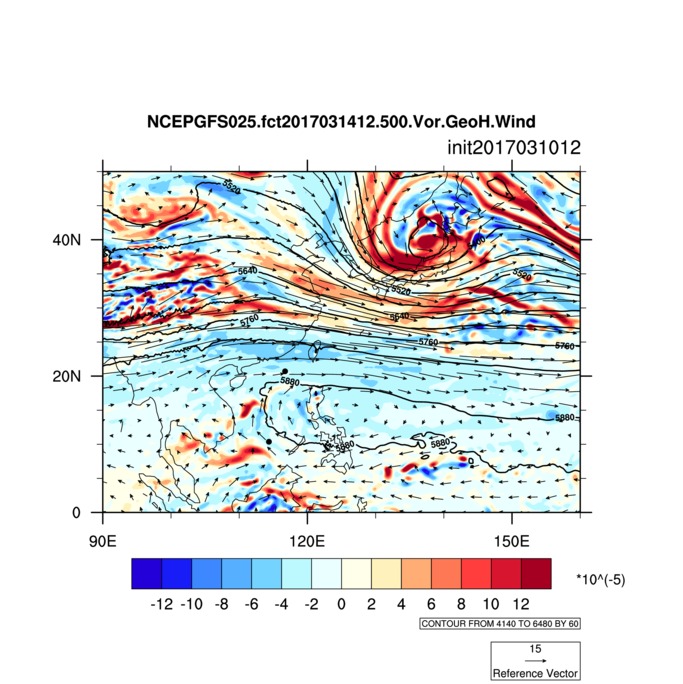 NCEPGFS025.fct2017031412.500.Vor.GeoH.Wind
init2017031012
5520
40N
5640
5520
5520
5640
5760
5760
5760
20N
5880
5880
5880
5880
0
90E 120E 150E
-12 -10 -8 -6 -4 -2 0 2 4 6 8 10 12
*10^(-5)
CONTOUR FROM 4140 TO 6480 BY 60
15
Reference Vector